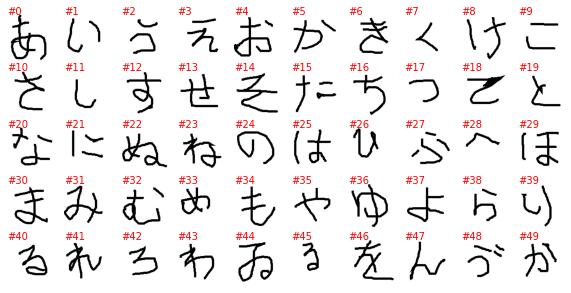 #0 #1 #2 #3 #4 #5 #6 #7 #8 #9
あ い う え お か き く け こ
#10 #11 #12 #13 #14 #15 #16 #17 #18 #19
さ し す せ そ た ち つ て と
#20 #21 #22 #23 #24 #25 #26 #27 #28 #29
な に ぬ ね の は ひ ふ へ ほ
#30 #31 #32 #33 #34 #35 #36 #37 #38 #39
ま み む め も や ゆ よ ら り
#40 #41 #42 #43 #44 #45 #46 #47 #48 #49
る れ ろ わ ゐ を ん ゔ か